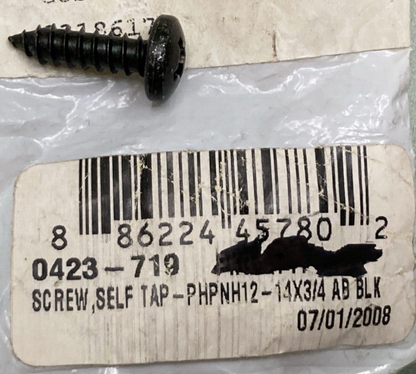 8 86224 45780 2
0423-719
SCREW,SELF TAP-PHPNH12-14X3/4 AB BLK
07/01/2008